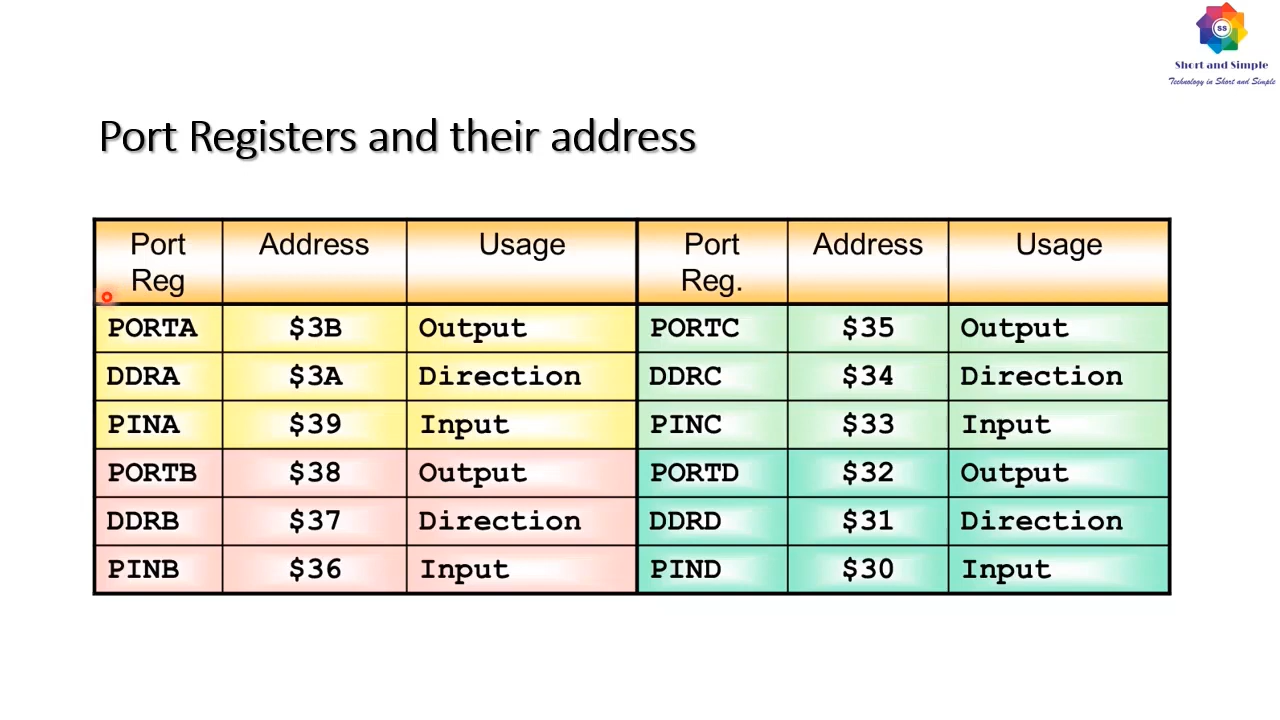 SS
Short and Simple
Technology in Short and Simple
Port Registers and their address
Port Reg Address Usage Port Reg. Address Usage
PORTA $3B Output PORTC $35 Output
DDRA $3A Direction DDRC $34 Direction
PINA $39 Input PINC $33 Input
PORTB $38 Output PORTD $32 Output
DDRB $37 Direction DDRD $31 Direction
PINB $36 Input PIND $30 Input